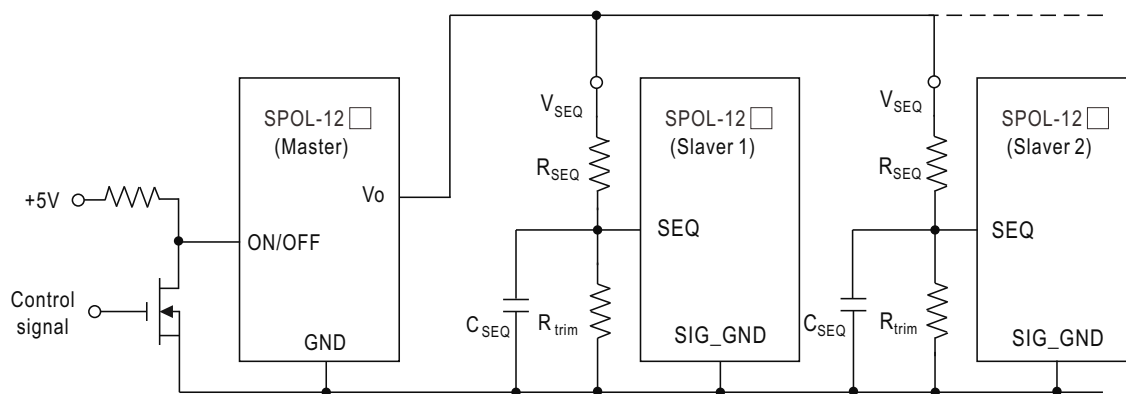 SPOL-12□
(Master)
Vo
+5V
ON/OFF
Control
signal
GND
VSEQ
RSEQ
SPOL-12□
(Slaver 1)
SEQ
CSEQ
Rtrim
SIG_GND
VSEQ
RSEQ
SPOL-12□
(Slaver 2)
SEQ
CSEQ
Rtrim
SIG_GND